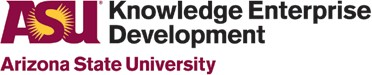 ASU Knowledge Enterprise
Development
Arizona State University